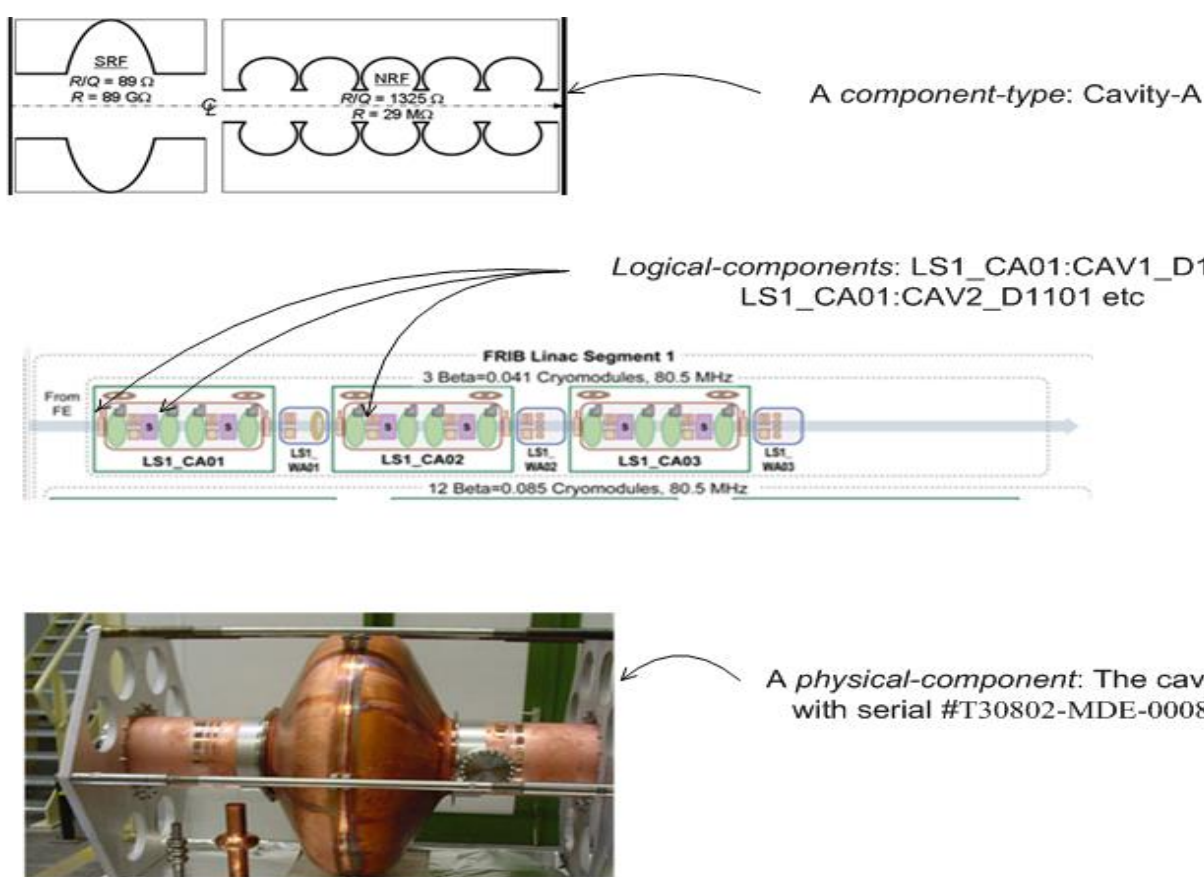 SRF
R/Q = 89 Ω
R = 89 GΩ
NRF
R/Q = 1325 Ω
R = 29 MΩ
A component-type: Cavity-A
Logical-components: LS1_CA01:CAV1_D1
LS1_CA01:CAV2_D1101 etc
FRIB Linac Segment 1
3 Beta=0.041 Cryomodules, 80.5 MHz
From
FE
S
S
S
S
S
S
LS1_CA01
LS1_
WA01
LS1_CA02
LS1_
WA02
LS1_CA03
LS1_
WA03
12 Beta=0.085 Cryomodules, 80.5 MHz
A physical-component: The cav
with serial #T30802-MDE-0008